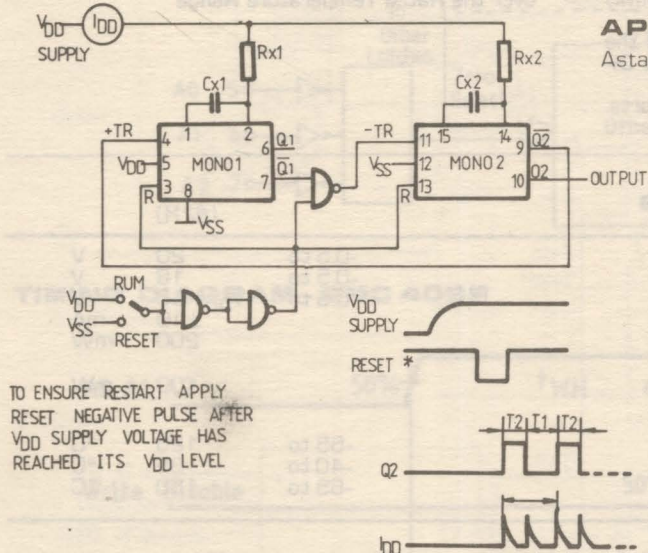 VDD
SUPPLY
IDD
Rx1
Rx2
AP
Asta
Cx1
Cx2
+TR
4
1
2
Q1
6
VDD
5
MONO1
Q1
7
3
R
8
VSS
-TR
11
15
14
Q2
9
VSS
12
MONO 2
Q2
10
OUTPUT
13
R
VDD
RUM
VSS
RESET
VDD
SUPPLY
RESET *
TO ENSURE RESTART APPLY
RESET NEGATIVE PULSE AFTER
VDD SUPPLY VOLTAGE HAS
REACHED ITS VDD LEVEL
T2 T1 T2
Q2
IDD